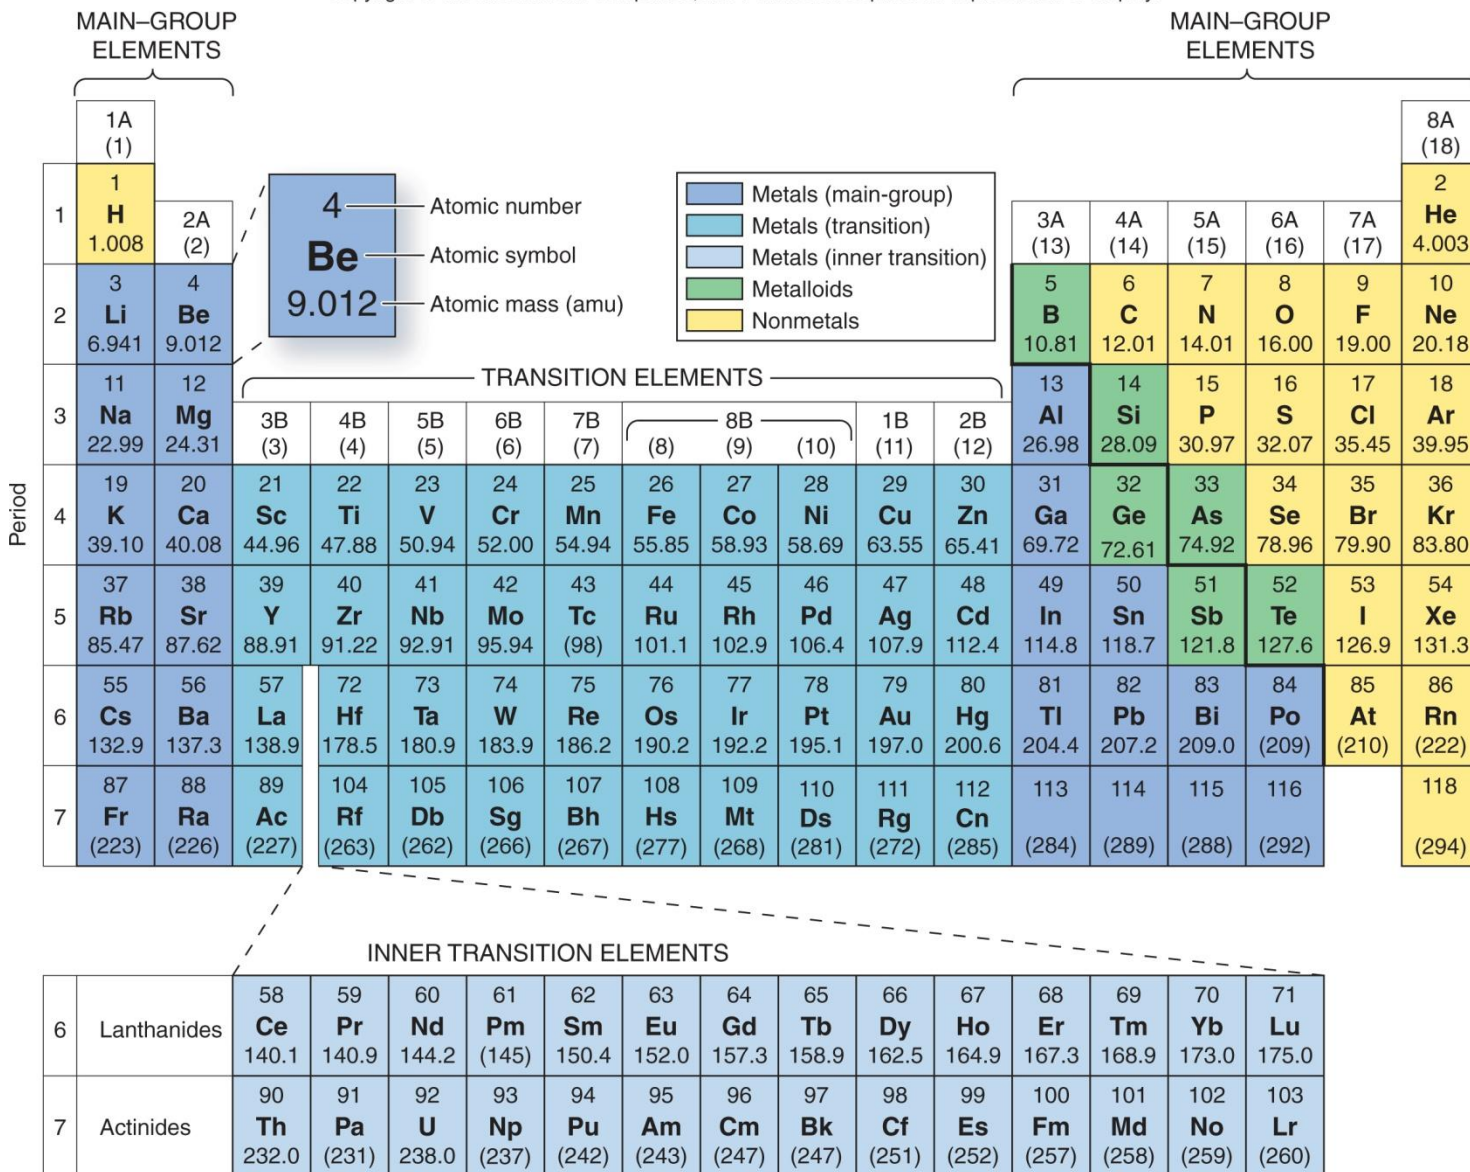 MAIN–GROUP
ELEMENTS
MAIN–GROUP
ELEMENTS
1A
(1)
8A
(18)
1
H
1.008
2A
(2)
4
Atomic number
Be
Atomic symbol
9.012
Atomic mass (amu)
Metals (main-group)
Metals (transition)
Metals (inner transition)
Metalloids
Nonmetals
3A 4A 5A 6A 7A
(13) (14) (15) (16) (17)
2
He
4.003
Period
1
2
3 4 5 6 7 8 9 10
Li Be B C N O F Ne
6.941 9.012 10.81 12.01 14.01 16.00 19.00 20.18
TRANSITION ELEMENTS
3B 4B 5B 6B 7B 8B 1B 2B
(3) (4) (5) (6) (7) (8) (9) (10) (11) (12)
3
11 12 13 14 15 16 17 18
Na Mg Al Si P S Cl Ar
22.99 24.31 26.98 28.09 30.97 32.07 35.45 39.95
4
19 20 21 22 23 24 25 26 27 28 29 30 31 32 33 34 35 36
K Ca Sc Ti V Cr Mn Fe Co Ni Cu Zn Ga Ge As Se Br Kr
39.10 40.08 44.96 47.88 50.94 52.00 54.94 55.85 58.93 58.69 63.55 65.41 69.72 72.61 74.92 78.96 79.90 83.80
5
37 38 39 40 41 42 43 44 45 46 47 48 49 50 51 52 53 54
Rb Sr Y Zr Nb Mo Tc Ru Rh Pd Ag Cd In Sn Sb Te I Xe
85.47 87.62 88.91 91.22 92.91 95.94 (98) 101.1 102.9 106.4 107.9 112.4 114.8 118.7 121.8 127.6 126.9 131.3
6
55 56 57 72 73 74 75 76 77 78 79 80 81 82 83 84 85 86
Cs Ba La Hf Ta W Re Os Ir Pt Au Hg Tl Pb Bi Po At Rn
132.9 137.3 138.9 178.5 180.9 183.9 186.2 190.2 192.2 195.1 197.0 200.6 204.4 207.2 209.0 (209) (210) (222)
7
87 88 89 104 105 106 107 108 109 110 111 112 113 114 115 116 118
Fr Ra Ac Rf Db Sg Bh Hs Mt Ds Rg Cn
(223) (226) (227) (263) (262) (266) (267) (277) (268) (281) (272) (285) (284) (289) (288) (292) (294)
INNER TRANSITION ELEMENTS
6 Lanthanides
58 59 60 61 62 63 64 65 66 67 68 69 70 71
Ce Pr Nd Pm Sm Eu Gd Tb Dy Ho Er Tm Yb Lu
140.1 140.9 144.2 (145) 150.4 152.0 157.3 158.9 162.5 164.9 167.3 168.9 173.0 175.0
7 Actinides
90 91 92 93 94 95 96 97 98 99 100 101 102 103
Th Pa U Np Pu Am Cm Bk Cf Es Fm Md No Lr
232.0 (231) 238.0 (237) (242) (243) (247) (247) (251) (252) (257) (258) (259) (260)